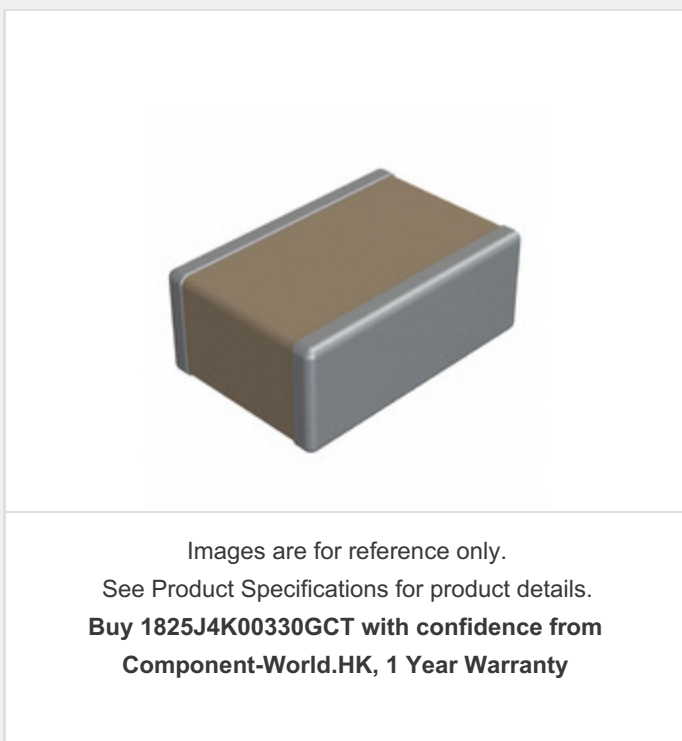 Images are for reference only.
See Product Specifications for product details.
Buy 1825J4K00330GCT with confidence from
Component-World.HK, 1 Year Warranty